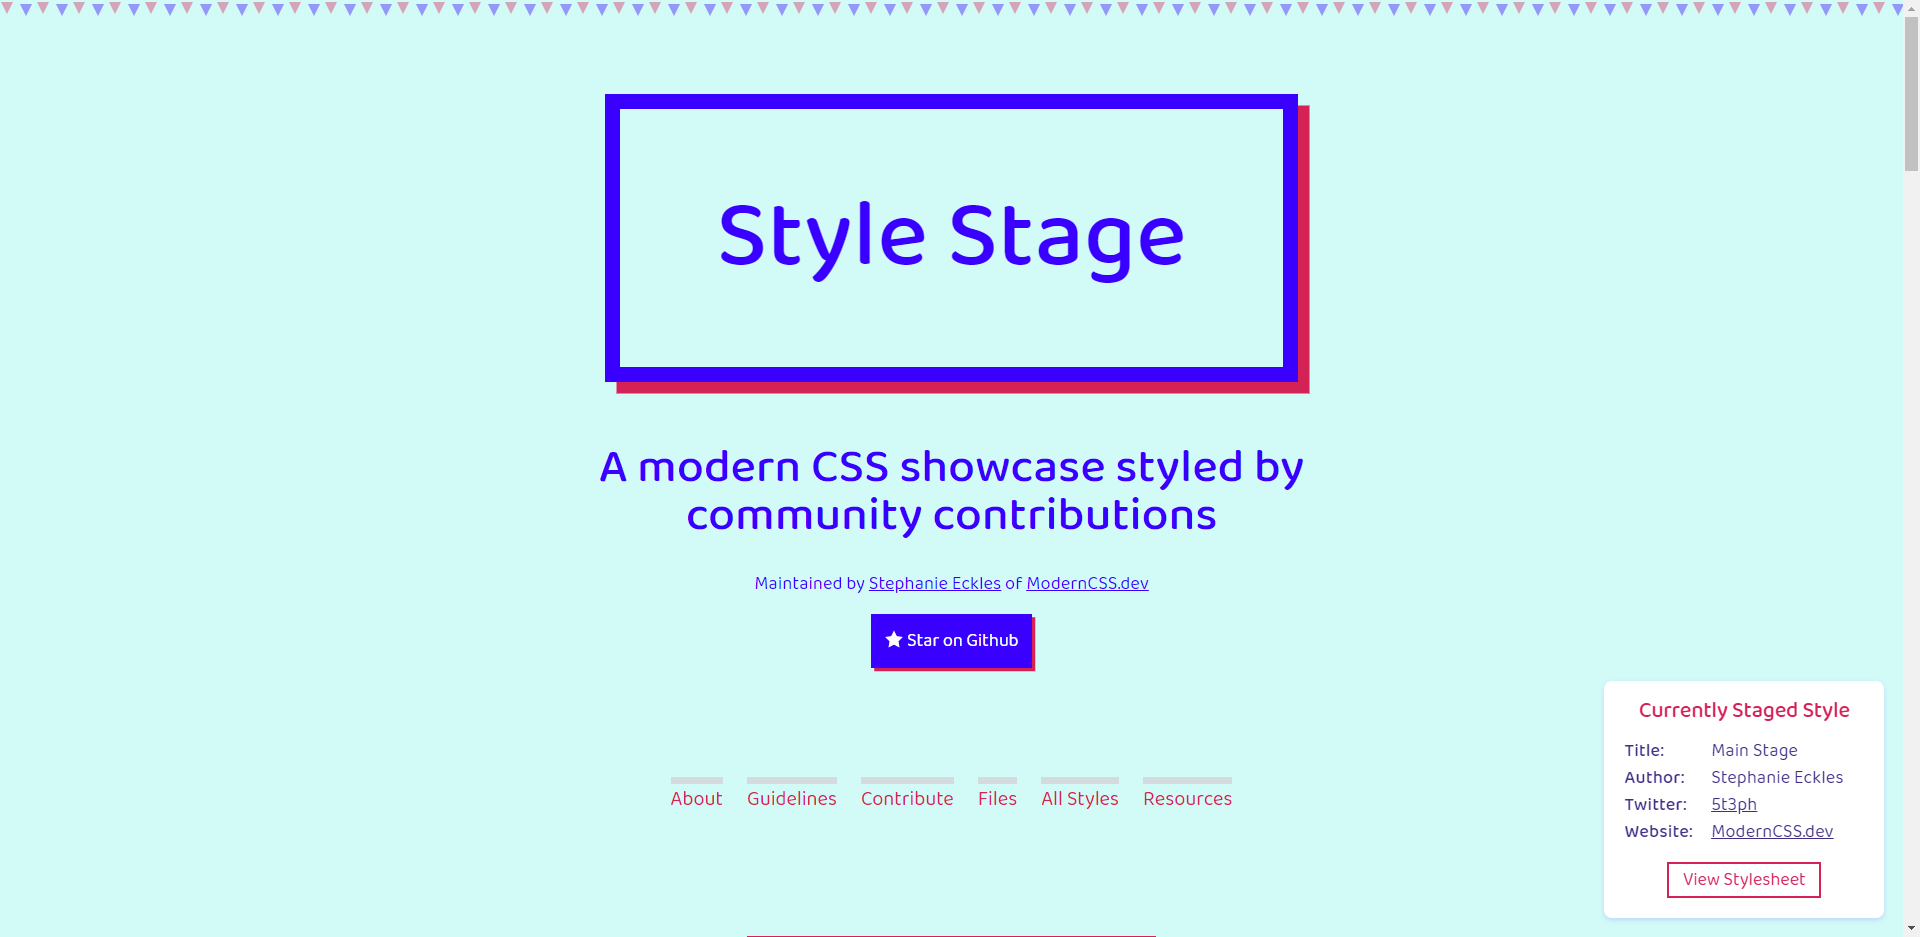 Style Stage
A modern CSS showcase styled by
community contributions
Maintained by Stephanie Eckles of ModernCSS.dev
Star on Github
About Guidelines Contribute Files All Styles Resources
Currently Staged Style
Title: Main Stage
Author: Stephanie Eckles
Twitter: 5t3ph
Website: ModernCSS.dev
View Stylesheet